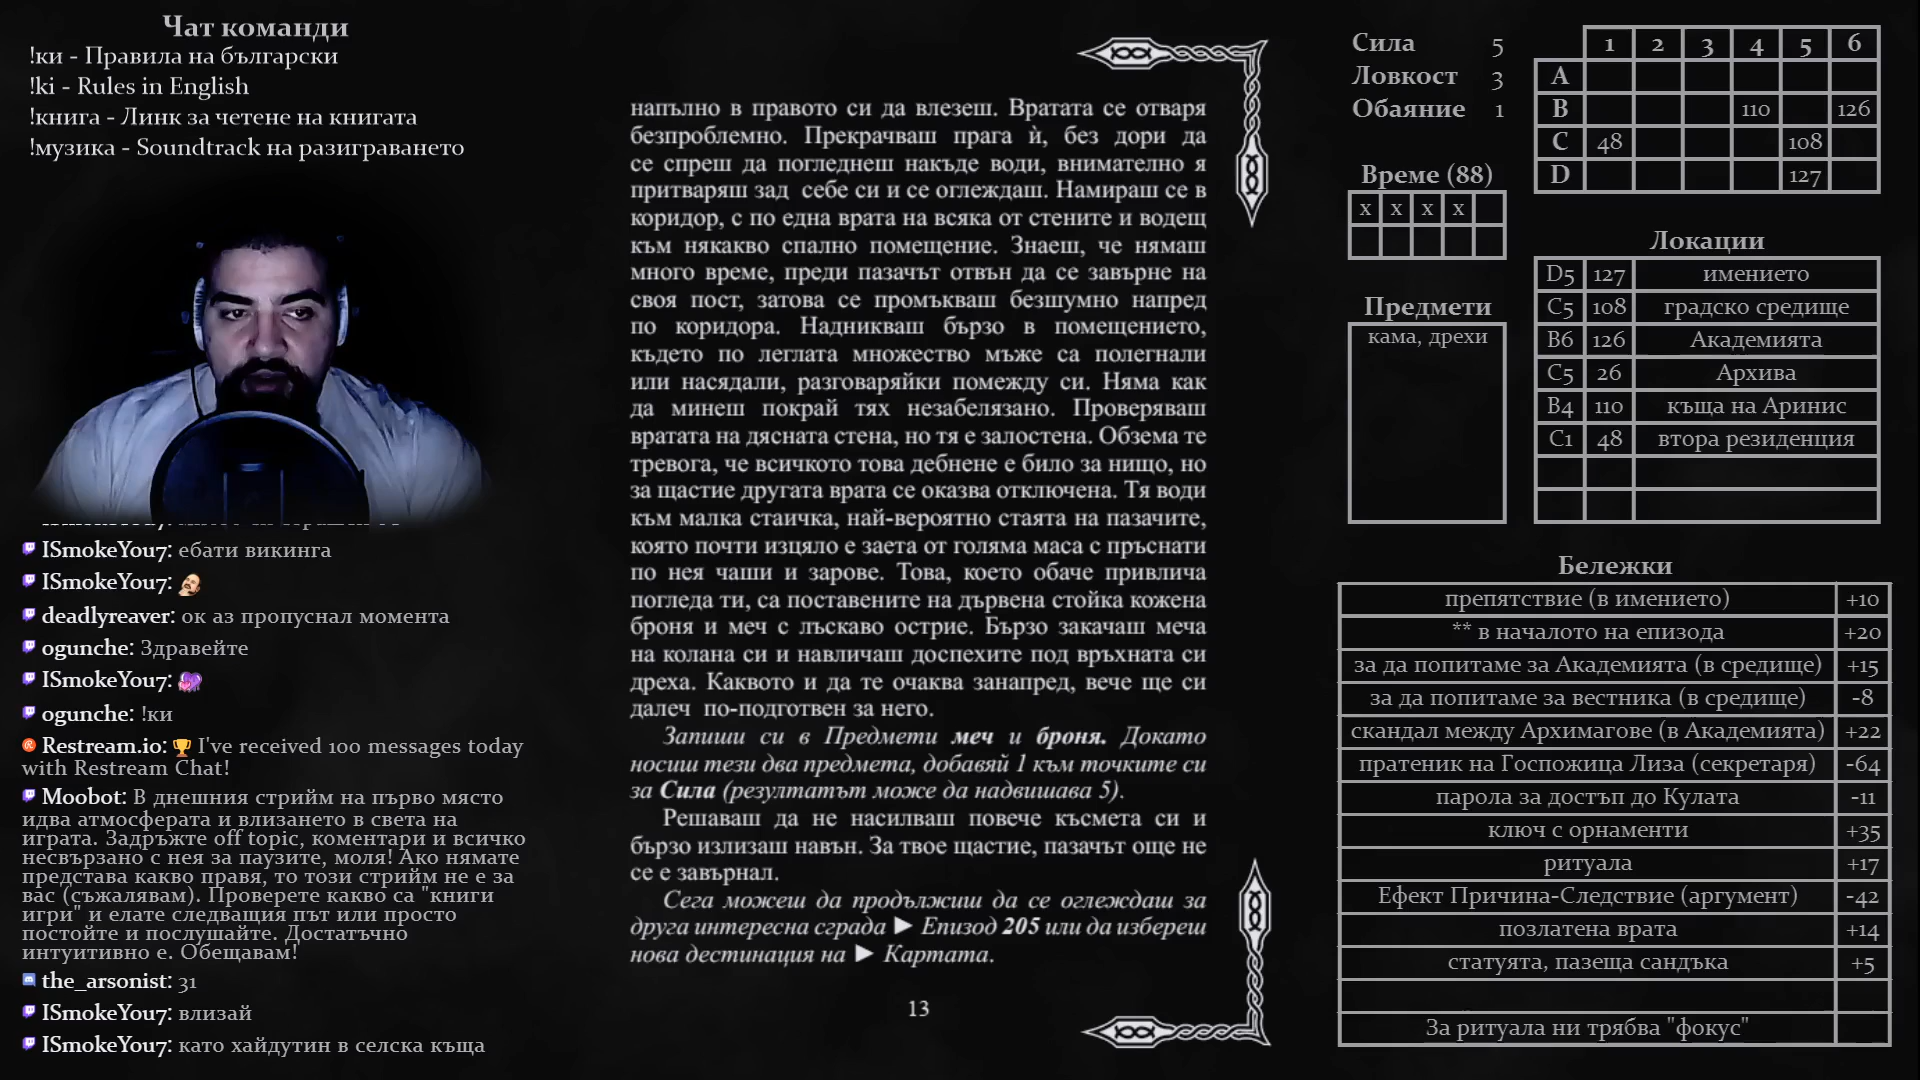 Чат команди
!ки - Правила на български
!ki - Rules in English
!книга - Линк за четене на книгата
!музика - Soundtrack на разиграването
ISmokeYou7: ебати викинга
ISmokeYou7:
deadlyreaver: ок аз пропуснал момента
ogunche: Здравейте
ISmokeYou7:
ogunche: !ки
Restream.io: I've received 100 messages today
with Restream Chat!
Moobot: В днешния стрийм на първо място
идва атмосферата и влизането в света на
играта. Задръжте off topic, коментари и всичко
несвързано с нея за паузите, моля! Ако нямате
представа какво правя, то този стрийм не е за
вас (съжалявам). Проверете какво са "книги
игри" и елате следващия път или просто
постойте и послушайте. Достатъчно
интуитивно е. Обещавам!
the_arsonist: 31
ISmokeYou7: влизай
ISmokeYou7: като хайдутин в селска къща
напълно в правото си да влезеш. Вратата се отваря
безпроблемно. Прекрачваш прага ѝ, без дори да
се спреш да погледнеш накъде води, внимателно я
притваряш зад себе си и се оглеждаш. Намираш се в
коридор, с по една врата на всяка от стените и водещ
към някакво спално помещение. Знаеш, че нямаш
много време, преди пазачът отвън да се завърне на
своя пост, затова се промъкваш безшумно напред
по коридора. Надникваш бързо в помещението,
където по леглата множество мъже са полегнали
или насядали, разговаряйки помежду си. Няма как
да минеш покрай тях незабелязано. Проверяваш
вратата на дясната стена, но тя е залостена. Обзема те
тревога, че всичкото това дебнене е било за нищо, но
за щастие другата врата се оказва отключена. Тя води
към малка стаичка, най-вероятно стаята на пазачите,
която почти изцяло е заета от голяма маса с пръснати
по нея чаши и зарове. Това, което обаче привлича
погледа ти, са поставените на дървена стойка кожена
броня и меч с лъскаво острие. Бързо закачаш меча
на колана си и навличаш доспехите под връхната си
дреха. Каквото и да те очаква занапред, вече ще си
далеч по-подготвен за него.
Запиши си в Предмети меч и броня. Докато
носиш тези два предмета, добавяй 1 към точките си
за Сила (резултатът може да надвишава 5).
Решаваш да не насилваш повече късмета си и
бързо излизаш навън. За твое щастие, пазачът още не
се е завърнал.
Сега можеш да продължиш да се оглеждаш за
друга интересна сграда ► Епизод 205 или да избереш
нова дестинация на ► Картата.
13
Сила 5
Ловкост 3
Обаяние 1
Време (88)
x x x x
Предмети
кама, дрехи
1 2 3 4 5 6
A
B 110 126
C 48 108
D 127
Локации
D5 127 имението
C5 108 градско средище
B6 126 Академията
C5 26 Архива
B4 110 къща на Аринис
C1 48 втора резиденция
Бележки
препятствие (в имението) +10
** в началото на епизода +20
за да попитаме за Академията (в средище) +15
за да попитаме за вестника (в средище) -8
скандал между Архимагове (в Академията) +22
пратеник на Госпожица Лиза (секретаря) -64
парола за достъп до Кулата -11
ключ с орнаменти +35
ритуала +17
Ефект Причина-Следствие (аргумент) -42
позлатена врата +14
статуята, пазеща сандъка +5
За ритуала ни трябва "фокус"